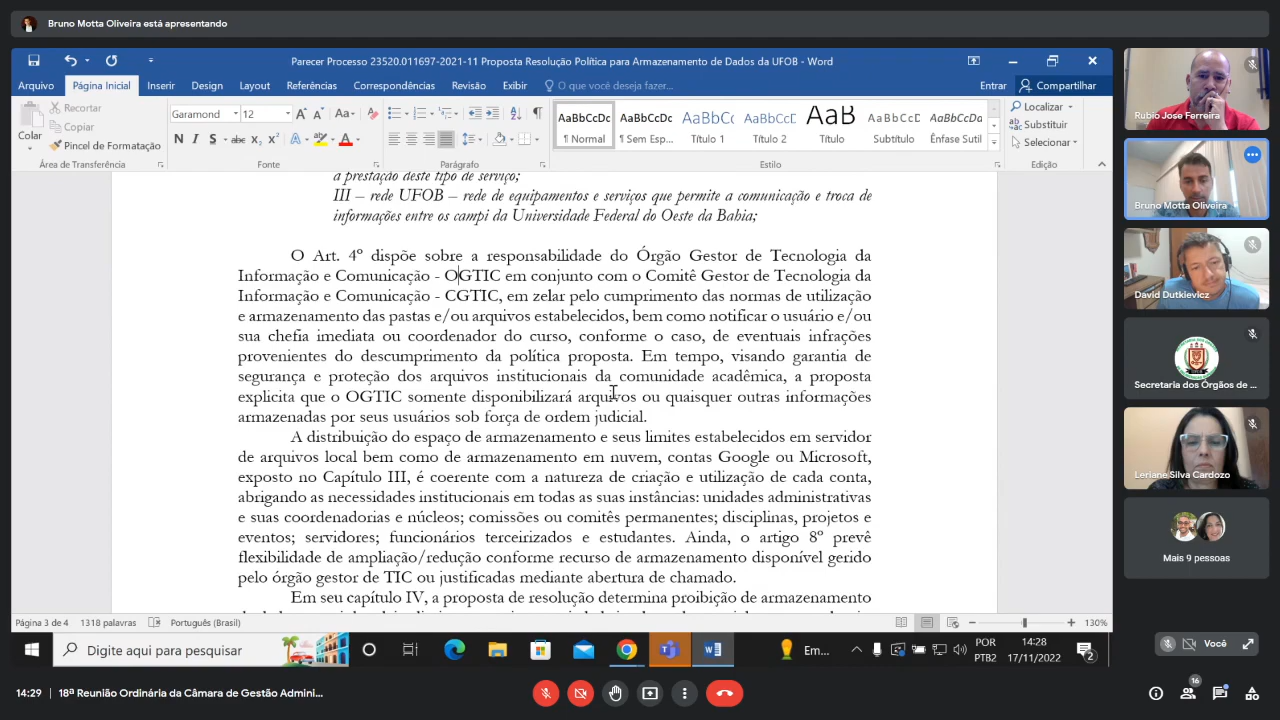 Bruno Motta Oliveira está apresentando
Parecer Processo 23520.011697-2021-11 Proposta Resolução Política para Armazenamento de Dados da UFOB - Word
Arquivo Página Inicial Inserir Design Layout Referências Correspondências Revisão Exibir O que você deseja fazer... Entrar Compartilhar
Colar
Recortar
Copiar
Pincel de Formatação
Área de Transferência
Garamond 12 Aa
N I S abc x₂ x² A ab A
Fonte
Parágrafo
AaBbCcDc AaBbCcDc AaBbCc AaBbCcD AaB AaBbCcD AaBbCcDa
¶ Normal ¶ Sem Esp... Título 1 Título 2 Título Subtítulo Ênfase Sutil
Estilo
Localizar
Substituir
Selecionar
Edição
a prestação deste tipo de serviço;
III – rede UFOB – rede de equipamentos e serviços que permite a comunicação e troca de
informações entre os campi da Universidade Federal do Oeste da Bahia;
O Art. 4º dispõe sobre a responsabilidade do Órgão Gestor de Tecnologia da
Informação e Comunicação - OGTIC em conjunto com o Comitê Gestor de Tecnologia da
Informação e Comunicação - CGTIC, em zelar pelo cumprimento das normas de utilização
e armazenamento das pastas e/ou arquivos estabelecidos, bem como notificar o usuário e/ou
sua chefia imediata ou coordenador do curso, conforme o caso, de eventuais infrações
provenientes do descumprimento da política proposta. Em tempo, visando garantia de
segurança e proteção dos arquivos institucionais da comunidade acadêmica, a proposta
explicita que o OGTIC somente disponibilizará arquivos ou quaisquer outras informações
armazenadas por seus usuários sob força de ordem judicial.
A distribuição do espaço de armazenamento e seus limites estabelecidos em servidor
de arquivos local bem como de armazenamento em nuvem, contas Google ou Microsoft,
exposto no Capítulo III, é coerente com a natureza de criação e utilização de cada conta,
abrigando as necessidades institucionais em todas as suas instâncias: unidades administrativas
e suas coordenadorias e núcleos; comissões ou comitês permanentes; disciplinas, projetos e
eventos; servidores; funcionários terceirizados e estudantes. Ainda, o artigo 8º prevê
flexibilidade de ampliação/redução conforme recurso de armazenamento disponível gerido
pelo órgão gestor de TIC ou justificadas mediante abertura de chamado.
Em seu capítulo IV, a proposta de resolução determina proibição de armazenamento
Página 3 de 4 1318 palavras Português (Brasil) 130%
Digite aqui para pesquisar Em... POR PTB2 14:28 17/11/2022 2
Rubio Jose Ferreira
Bruno Motta Oliveira
David Dutkievicz
Secretaria dos Órgãos de ...
Leriane Silva Cardozo
Mais 9 pessoas
Você
14:29 18ª Reunião Ordinária da Câmara de Gestão Admini... 16